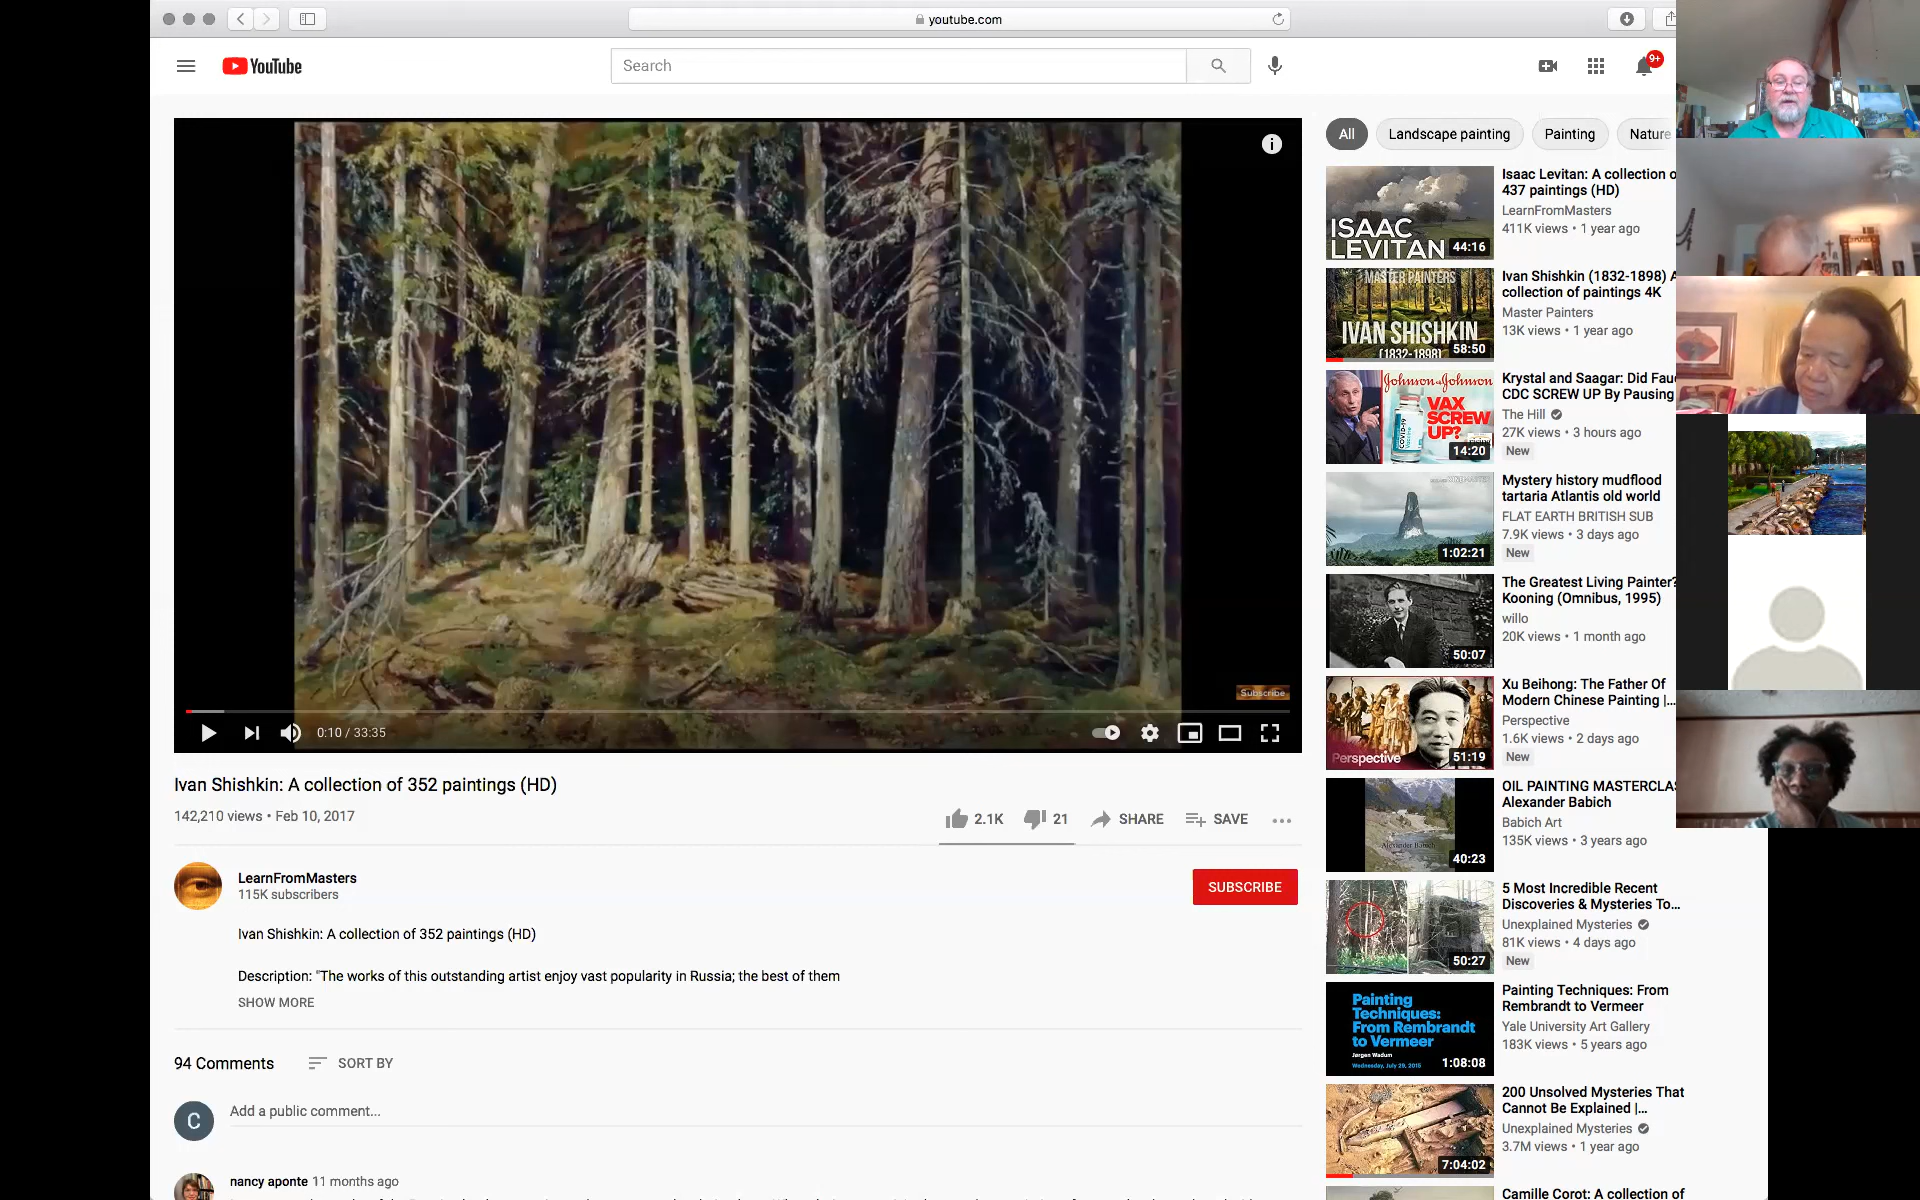 youtube.com
YouTube
Search
9+
All
Landscape painting
Painting
Nature
Subscribe
0:10 / 33:35
Ivan Shishkin: A collection of 352 paintings (HD)
142,210 views • Feb 10, 2017
2.1K
21
SHARE
SAVE
LearnFromMasters
115K subscribers
SUBSCRIBE
Ivan Shishkin: A collection of 352 paintings (HD)
Description: "The works of this outstanding artist enjoy vast popularity in Russia; the best of them
SHOW MORE
94 Comments
SORT BY
C
Add a public comment...
nancy aponte 11 months ago
ISAAC
LEVITAN
44:16
Isaac Levitan: A collection o
437 paintings (HD)
LearnFromMasters
411K views • 1 year ago
MASTER PAINTERS
IVAN SHISHKIN
(1832-1898)
58:50
Ivan Shishkin (1832-1898) A
collection of paintings 4K
Master Painters
13K views • 1 year ago
Johnson & Johnson
VAX
SCREW
UP?
COVID-19
14:20
Krystal and Saagar: Did Fau
CDC SCREW UP By Pausing
The Hill
27K views • 3 hours ago
New
1:02:21
Mystery history mudflood
tartaria Atlantis old world
FLAT EARTH BRITISH SUB
7.9K views • 3 days ago
New
50:07
The Greatest Living Painter?
Kooning (Omnibus, 1995)
willo
20K views • 1 month ago
Perspective
51:19
Xu Beihong: The Father Of
Modern Chinese Painting |...
Perspective
1.6K views • 2 days ago
New
Alexander Babich
40:23
OIL PAINTING MASTERCLAS
Alexander Babich
Babich Art
135K views • 3 years ago
50:27
5 Most Incredible Recent
Discoveries & Mysteries To...
Unexplained Mysteries
81K views • 4 days ago
New
Painting
Techniques:
From Rembrandt
to Vermeer
Jørgen Wadum
Wednesday, July 29, 2015
1:08:08
Painting Techniques: From
Rembrandt to Vermeer
Yale University Art Gallery
183K views • 5 years ago
7:04:02
200 Unsolved Mysteries That
Cannot Be Explained |...
Unexplained Mysteries
3.7M views • 1 year ago
Camille Corot: A collection of